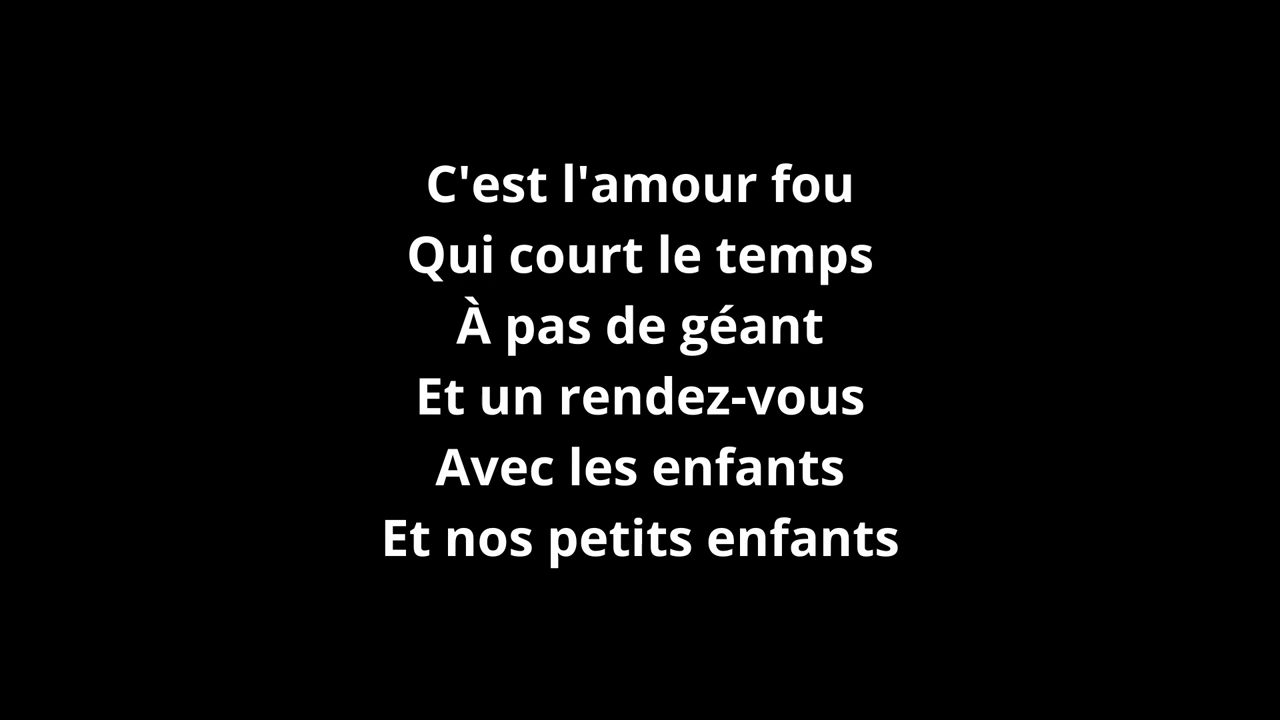 C'est l'amour fou
Qui court le temps
À pas de géant
Et un rendez-vous
Avec les enfants
Et nos petits enfants